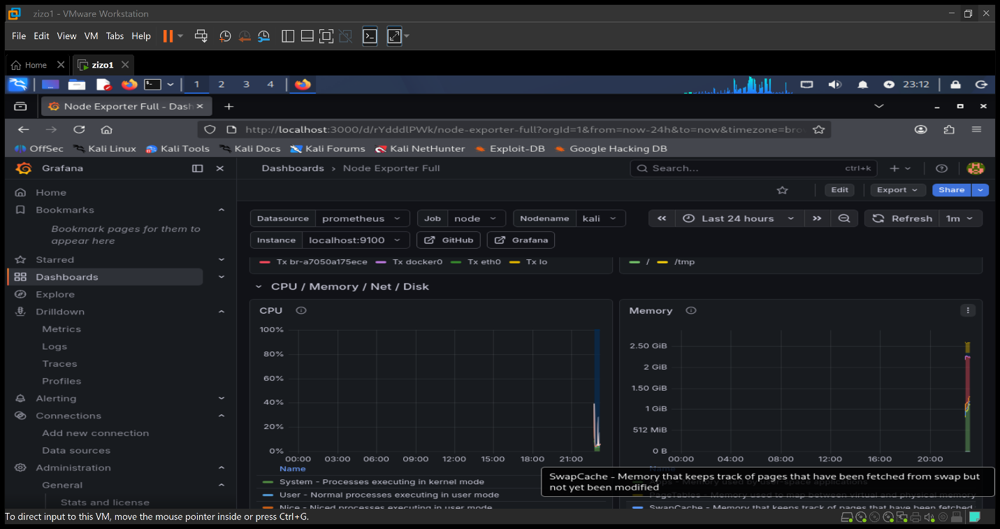 zizo1 - VMware Workstation
File Edit View VM Tabs Help
Home zizo1
1 2 3 4 23:12
Node Exporter Full - Dash
http://localhost:3000/d/rYdddlPWk/node-exporter-full?orgId=1&from=now-24h&to=now&timezone=brow
OffSec Kali Linux Kali Tools Kali Docs Kali Forums Kali NetHunter Exploit-DB Google Hacking DB
Grafana
Dashboards › Node Exporter Full
Search... ctrl+k
Edit Export Share
Home
Bookmarks
Bookmark pages for them to
appear here
Starred
Dashboards
Explore
Drilldown
Metrics
Logs
Traces
Profiles
Alerting
Connections
Add new connection
Data sources
Administration
General
Stats and license
Datasource prometheus Job node Nodename kali Last 24 hours Refresh 1m
Instance localhost:9100 GitHub Grafana
Tx br-a7050a175ece Tx docker0 Tx eth0 Tx lo
/ /tmp
CPU / Memory / Net / Disk
CPU
100%
80%
60%
40%
20%
0%
00:00 03:00 06:00 09:00 12:00 15:00 18:00 21:00
Name
System - Processes executing in kernel mode
User - Normal processes executing in user mode
Nice - Niced processes executing in user mode
Memory
2.50 GiB
2 GiB
1.50 GiB
1 GiB
512 MiB
0 B
00:00 04:00 08:00 12:00 16:00 20:00
Name
SwapCache - Memory that keeps track of pages that have been fetched from swap but
not yet been modified
Apps - Memory used by user-space applications
PageTables - Memory used to map between virtual and physical memory
SwapCache - Memory that keeps track of pages that have been fetched
To direct input to this VM, move the mouse pointer inside or press Ctrl+G.